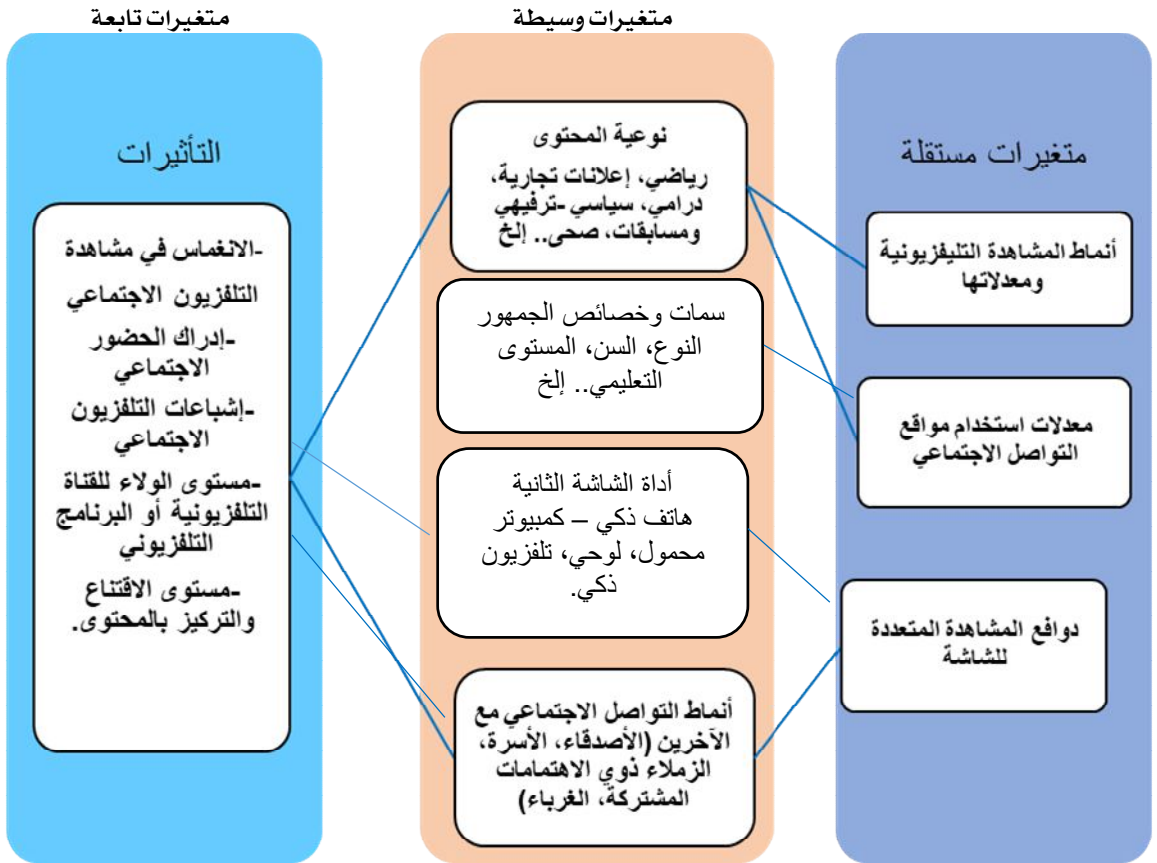 متغيرات مستقلة
أنماط المشاهدة التليفزيونية
ومعدلاتها
معدلات استخدام مواقع
التواصل الاجتماعي
دوافع المشاهدة المتعددة
للشاشة
متغيرات وسيطة
نوعية المحتوى
رياضي، إعلانات تجارية،
درامي، سياسي -ترفيهي
ومسابقات، صحى.. إلخ
سمات وخصائص الجمهور
النوع، السن، المستوى
التعليمي.. إلخ
أداة الشاشة الثانية
هاتف ذكي – كمبيوتر
محمول، لوحي، تلفزيون
ذكي.
أنماط التواصل الاجتماعي مع
الآخرين (الأصدقاء، الأسرة،
الزملاء ذوي الاهتمامات
المشتركة، الغرباء)
متغيرات تابعة
التأثيرات
-الانغماس في مشاهدة
التلفزيون الاجتماعي
-إدراك الحضور
الاجتماعي
-إشباعات التلفزيون
الاجتماعي
-مستوى الولاء للقناة
التلفزيونية أو البرنامج
التلفزيوني
-مستوى الاقتناع
والتركيز بالمحتوى.